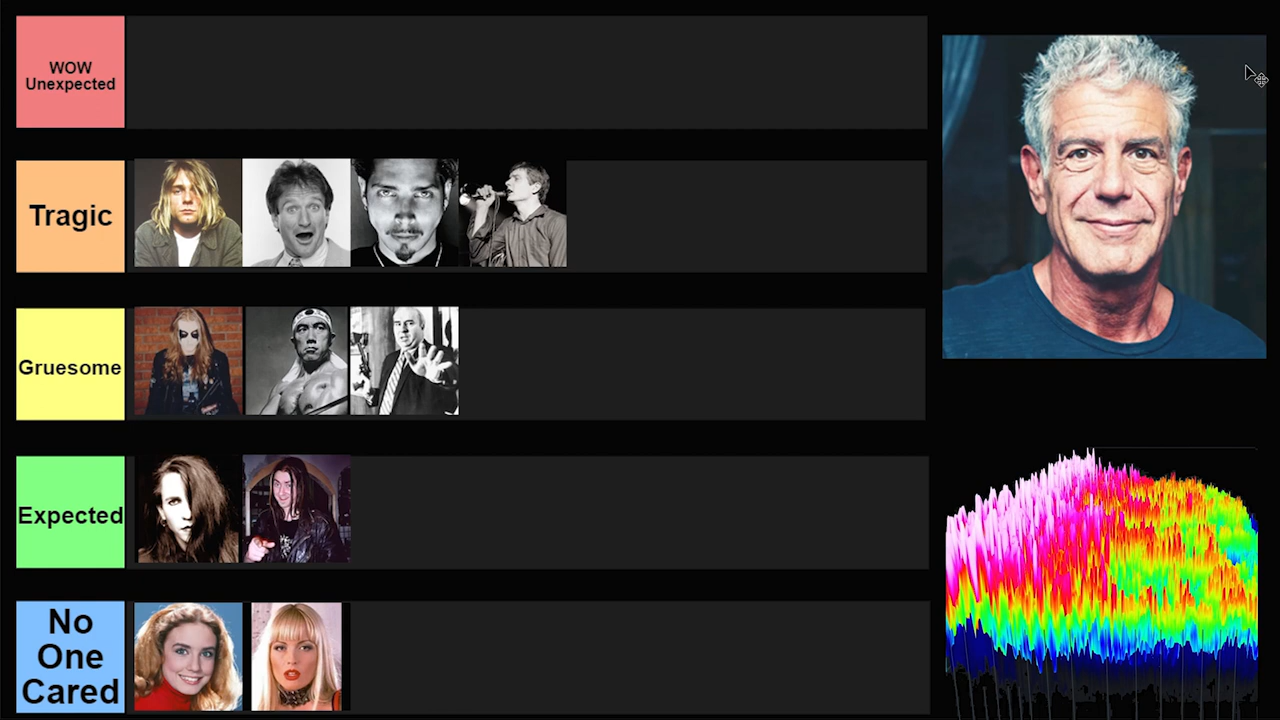 WOW
Unexpected
Tragic
Gruesome
Expected
No
One
Cared